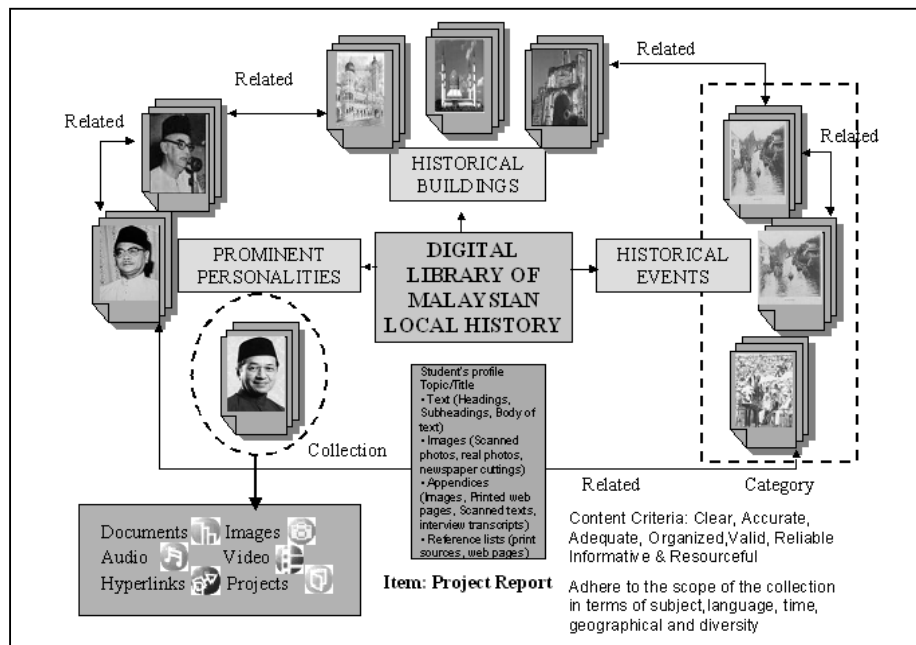 Related
Related
Related
HISTORICAL
BUILDINGS
PROMINENT
PERSONALITIES
DIGITAL
LIBRARY OF
MALAYSIAN
LOCAL HISTORY
HISTORICAL
EVENTS
Related
Collection
Student's profile
Topic/Title
• Text (Headings,
Subheadings, Body of
text)
• Images (Scanned
photos, real photos,
newspaper cuttings)
• Appendices
(Images, Printed web
pages, Scanned texts,
interview transcripts)
• Reference lists (print
sources, web pages)
Item: Project Report
Related
Category
Documents Images
Audio Video
Hyperlinks Projects
Content Criteria: Clear, Accurate,
Adequate, Organized,Valid, Reliable
Informative & Resourceful
Adhere to the scope of the collection
in terms of subject,language, time,
geographical and diversity